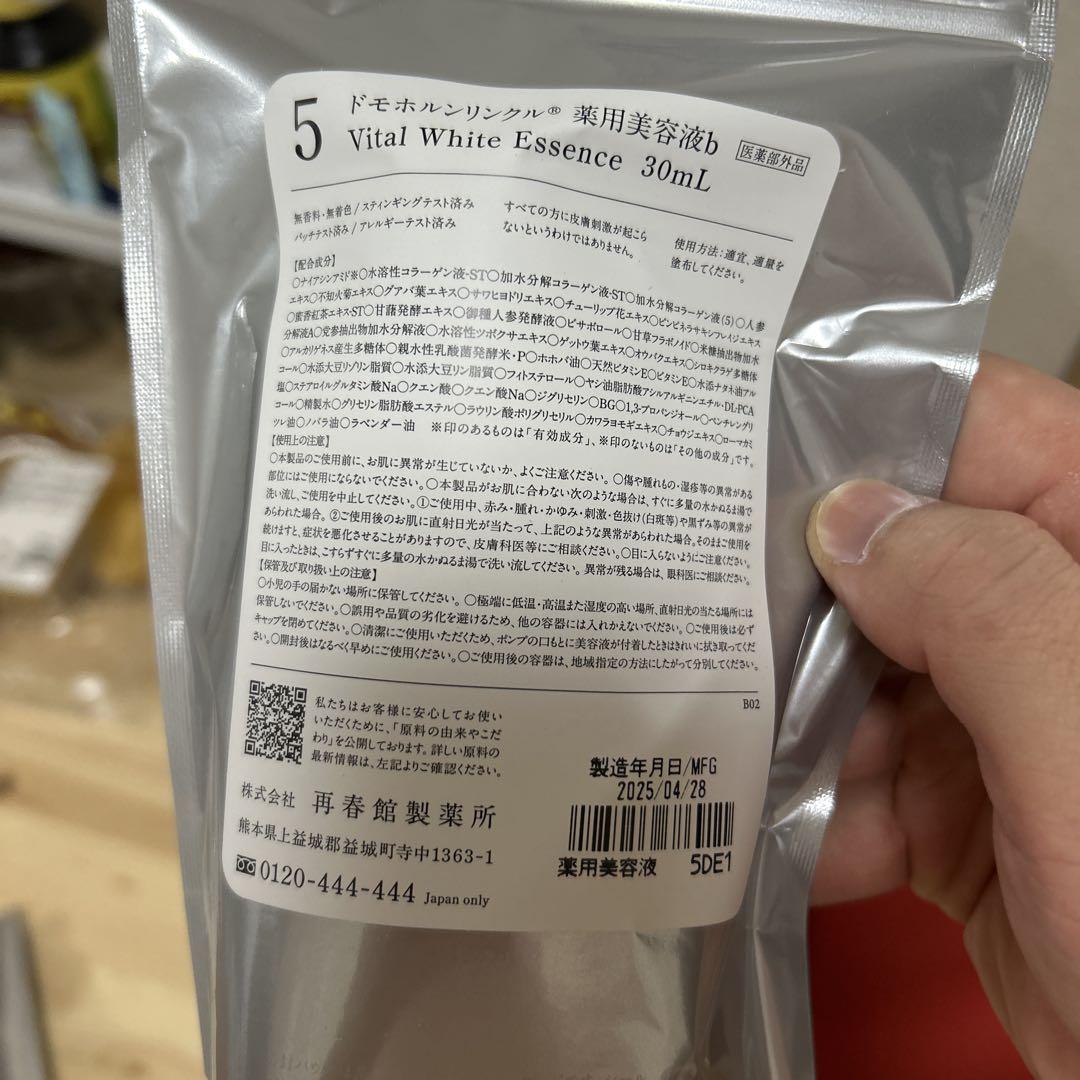 5
ドモホルンリンクル® 薬用美容液b 医薬部外品
Vital White Essence 30mL
無香料・無着色/スティンギングテスト済み
パッチテスト済み/アレルギーテスト済み
すべての方に皮膚刺激が起こら
ないというわけではありません。
使用方法:適宜、適量を
塗布してください。
【配合成分】
○ナイアシンアミド※○水溶性コラーゲン液-ST○加水分解コラーゲン液-ST○加水分解コラーゲン液(5)○人参
エキス○不知火菊エキス○グアバ葉エキス○サワヒヨドリエキス○チューリップ花エキス○ピンピネラサキシフレイジエキス
○蜜香紅茶エキス-ST○甘藷発酵エキス○御種人参発酵液○ビサボロール○甘草フラボノイド○米糠抽出物加水
分解液A○党参抽出物加水分解液○水溶性ツボクサエキス○ゲットウ葉エキス○オウバクエキス○シロキクラゲ多糖体
○アルカリゲネス産生多糖体○親水性乳酸菌発酵米・P○ホホバ油○天然ビタミンE○ビタミンE○水添ナタネ油アル
コール○水添大豆リゾリン脂質○水添大豆リン脂質○フィトステロール○ヤシ油脂肪酸アシルアルギニンエチル・DL-PCA
塩○ステアロイルグルタミン酸Na○クエン酸○クエン酸Na○ジグリセリン○BG○1,3-プロパンジオール○ペンチレングリ
コール○精製水○グリセリン脂肪酸エステル○ラウリン酸ポリグリセリル○カワラヨモギエキス○チョウジエキス○ローマカミ
ツレ油○ノバラ油○ラベンダー油 ※印のあるものは「有効成分」、※印のないものは「その他の成分」です。
【使用上の注意】
○本製品のご使用前に、お肌に異常が生じていないか、よくご注意ください。○傷や腫れもの・湿疹等の異常がある
部位にはご使用にならないでください。○本製品がお肌に合わない次のような場合は、すぐに多量の水かぬるま湯で
洗い流し、ご使用を中止してください。①ご使用中、赤み・腫れ・かゆみ・刺激・色抜け(白斑等)や黒ずみ等の異常が
あらわれた場合。②ご使用後のお肌に直射日光が当たって、上記のような異常があらわれた場合。そのままご使用を
続けますと、症状を悪化させることがありますので、皮膚科医等にご相談ください。○目に入らないようにご注意ください。
目に入ったときは、こすらずすぐに多量の水かぬるま湯で洗い流してください。異常が残る場合は、眼科医にご相談ください。
【保管及び取り扱い上の注意】
○小児の手の届かない場所に保管してください。○極端に低温・高温また湿度の高い場所、直射日光の当たる場所には
保管しないでください。○誤用や品質の劣化を避けるため、他の容器には入れかえないでください。○ご使用後は必ず
キャップを閉めてください。○清潔にご使用いただくため、ポンプの口もとに美容液が付着したときはきれいに拭き取ってくだ
さい。○開封後はなるべく早めにご使用ください。○ご使用後の容器は、地域指定の方法にしたがって分別してください。
B02
私たちはお客様に安心してお使い
いただくために、「原料の由来やこだ
わり」を公開しております。詳しい原料の
最新情報は、左記よりご確認ください。
株式会社 再春館製薬所
熊本県上益城郡益城町寺中1363-1
0120-444-444 Japan only
製造年月日/MFG
2025/04/28
薬用美容液 5DE1